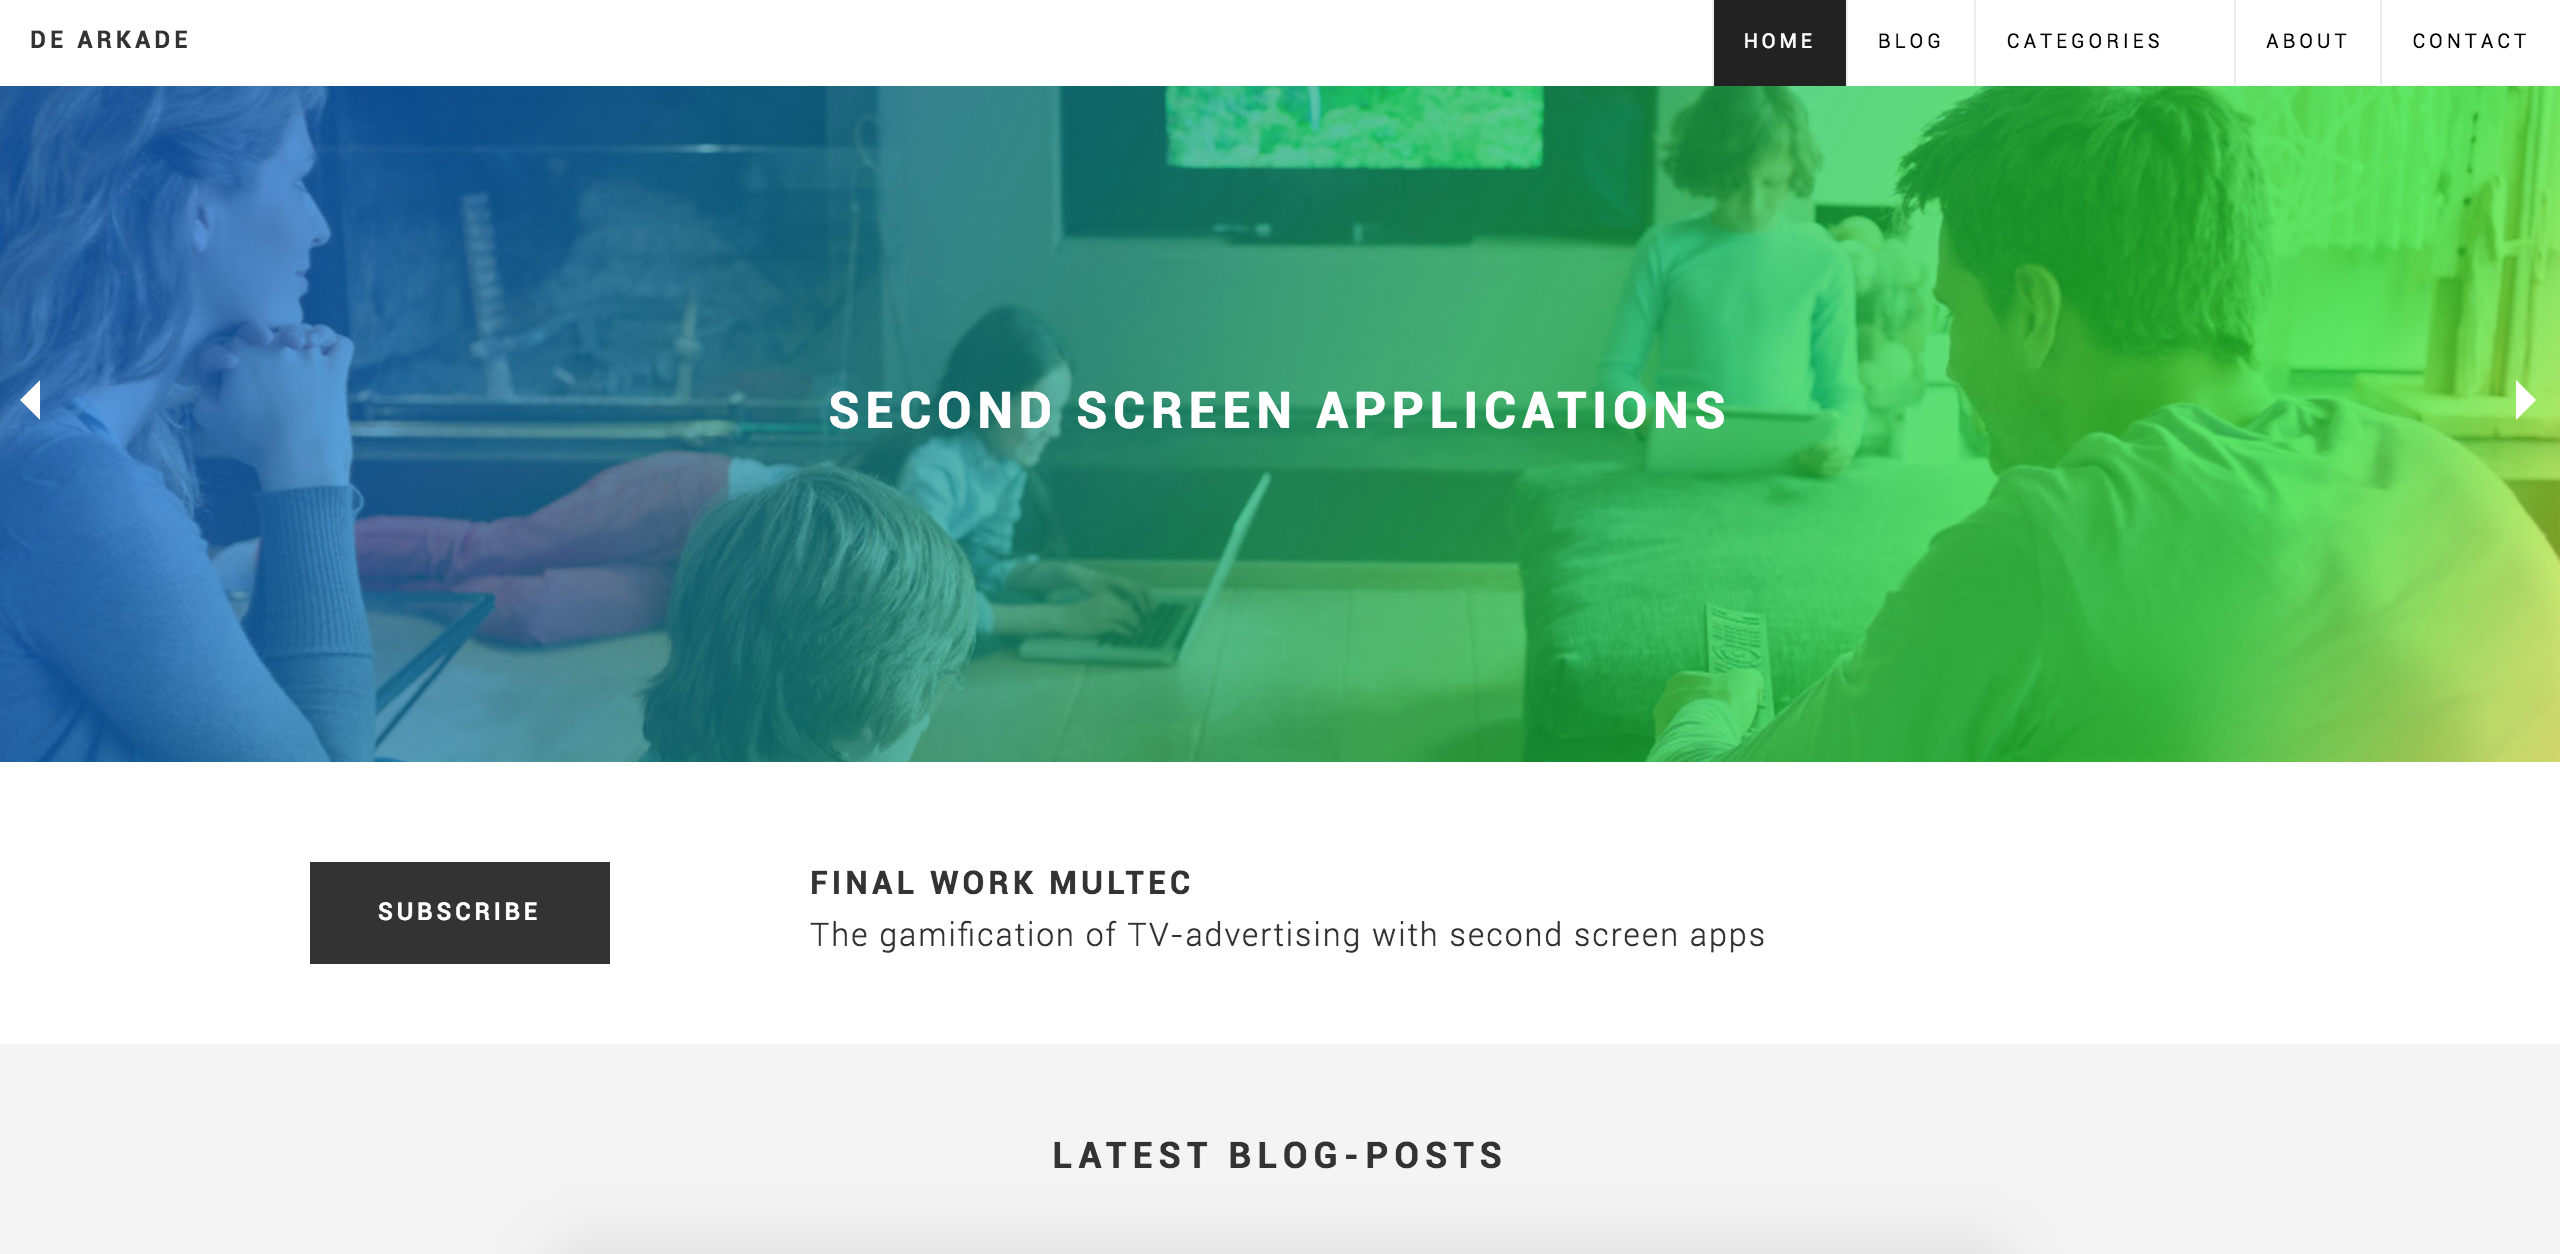 DE ARKADE
HOME
BLOG
CATEGORIES
ABOUT
CONTACT
SECOND SCREEN APPLICATIONS
SUBSCRIBE
FINAL WORK MULTEC
The gamification of TV-advertising with second screen apps
LATEST BLOG-POSTS